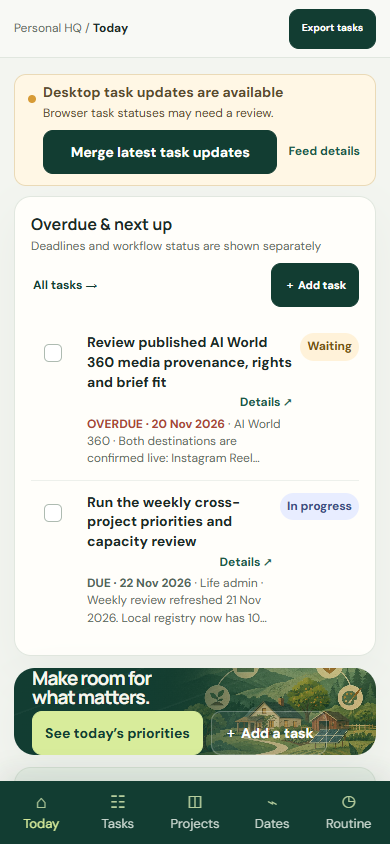 Personal HQ / Today
Export tasks
Desktop task updates are available
Browser task statuses may need a review.
Merge latest task updates
Feed details
Overdue & next up
Deadlines and workflow status are shown separately
All tasks →
+ Add task
Review published AI World
360 media provenance, rights
and brief fit
Waiting
Details ↗
OVERDUE · 20 Nov 2026 · AI World
360 · Both destinations are
confirmed live: Instagram Reel...
Run the weekly cross-
project priorities and
capacity review
In progress
Details ↗
DUE · 22 Nov 2026 · Life admin ·
Weekly review refreshed 21 Nov
2026. Local registry now has 10...
Make room for
what matters.
See today’s priorities
+ Add a task
Today
Tasks
Projects
Dates
Routine